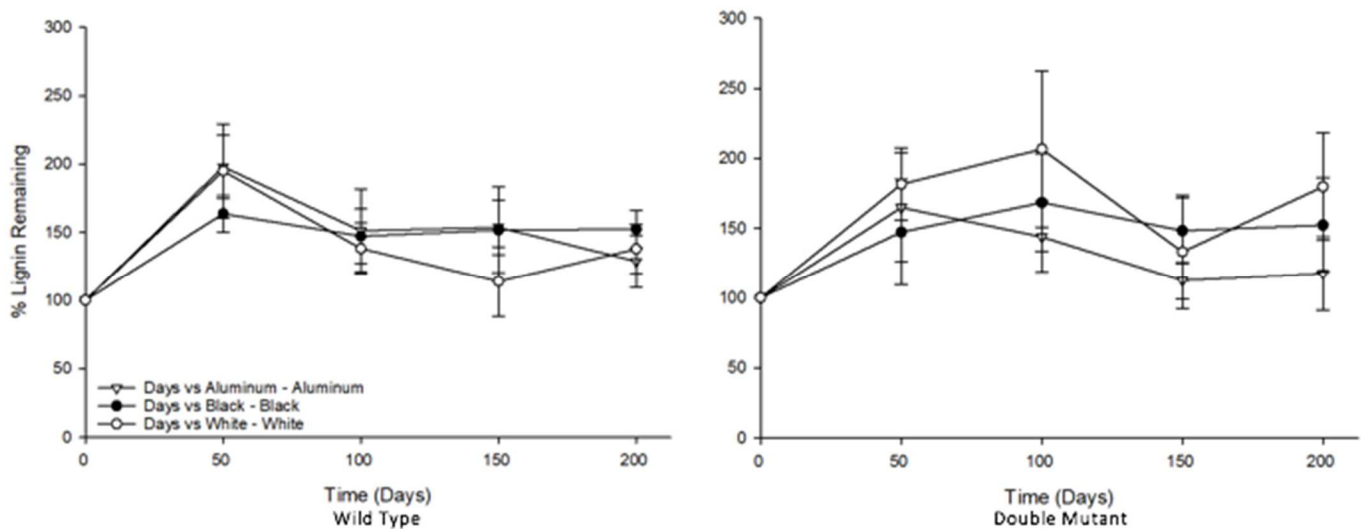 300
250
200
150
100
50
0
% Lignin Remaining
Days vs Aluminum - Aluminum
Days vs Black - Black
Days vs White - White
0 50 100 150 200
Time (Days)
Wild Type
300
250
200
150
100
50
0
0 50 100 150 200
Time (Days)
Double Mutant